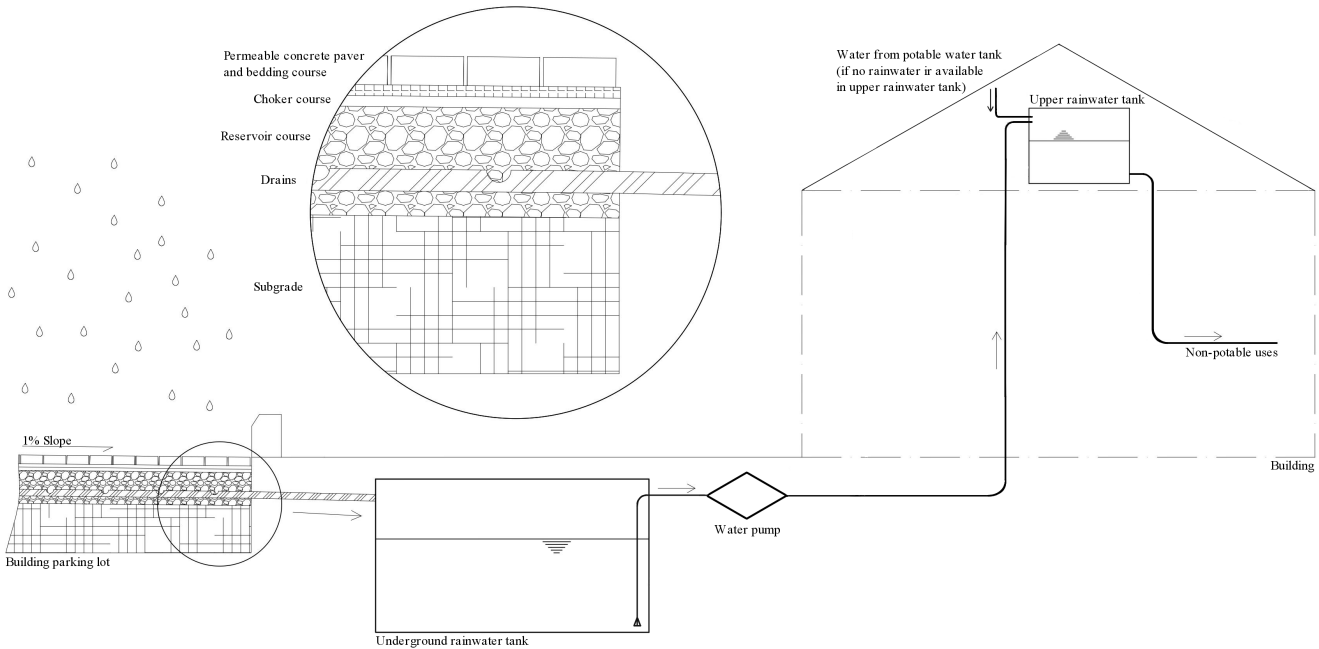 Permeable concrete paver
and bedding course
Choker course
Reservoir course
Drains
Subgrade
Water from potable water tank
(if no rainwater ir available
in upper rainwater tank)
Upper rainwater tank
Non-potable uses
Building
1% Slope
Building parking lot
Water pump
Underground rainwater tank